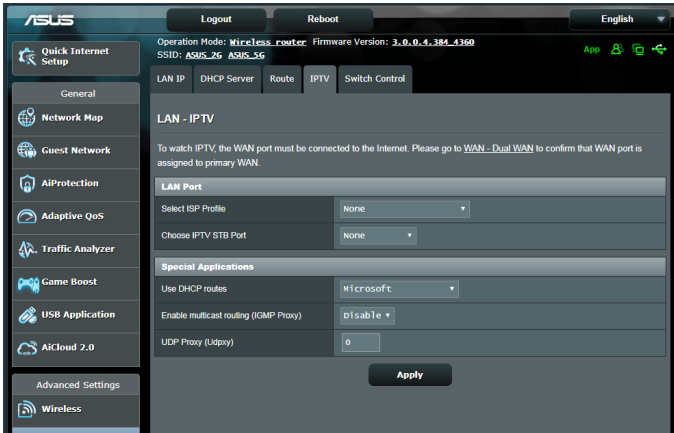 ASUS
Logout
Reboot
English
Quick Internet Setup
Operation Mode: Wireless router Firmware Version: 3.0.0.4.384_4360
SSID: ASUS_2G ASUS_5G
App
General
Network Map
Guest Network
AiProtection
Adaptive QoS
Traffic Analyzer
Game Boost
USB Application
AiCloud 2.0
Advanced Settings
Wireless
LAN IP
DHCP Server
Route
IPTV
Switch Control
LAN - IPTV
To watch IPTV, the WAN port must be connected to the Internet. Please go to WAN - Dual WAN to confirm that WAN port is
assigned to primary WAN.
LAN Port
Select ISP Profile
None
Choose IPTV STB Port
None
Special Applications
Use DHCP routes
Microsoft
Enable multicast routing (IGMP Proxy)
Disable
UDP Proxy (Udpxy)
0
Apply